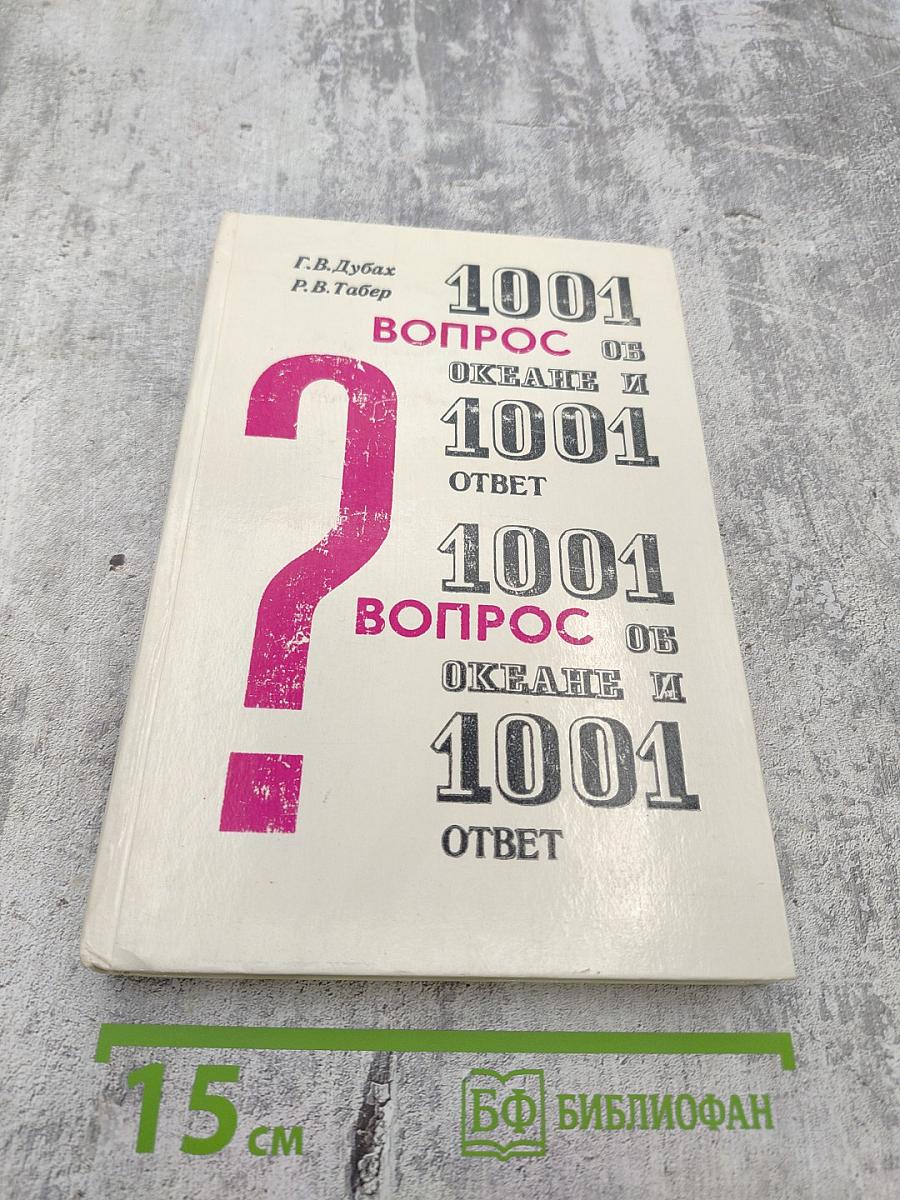 Г.В.Дубах
Р.В.Табер
1001
ВОПРОС ОБ
ОКЕАНЕ И
1001
ОТВЕТ
?
1001
ВОПРОС ОБ
ОКЕАНЕ И
1001
ОТВЕТ
15 см
БФ БИБЛИОФАН